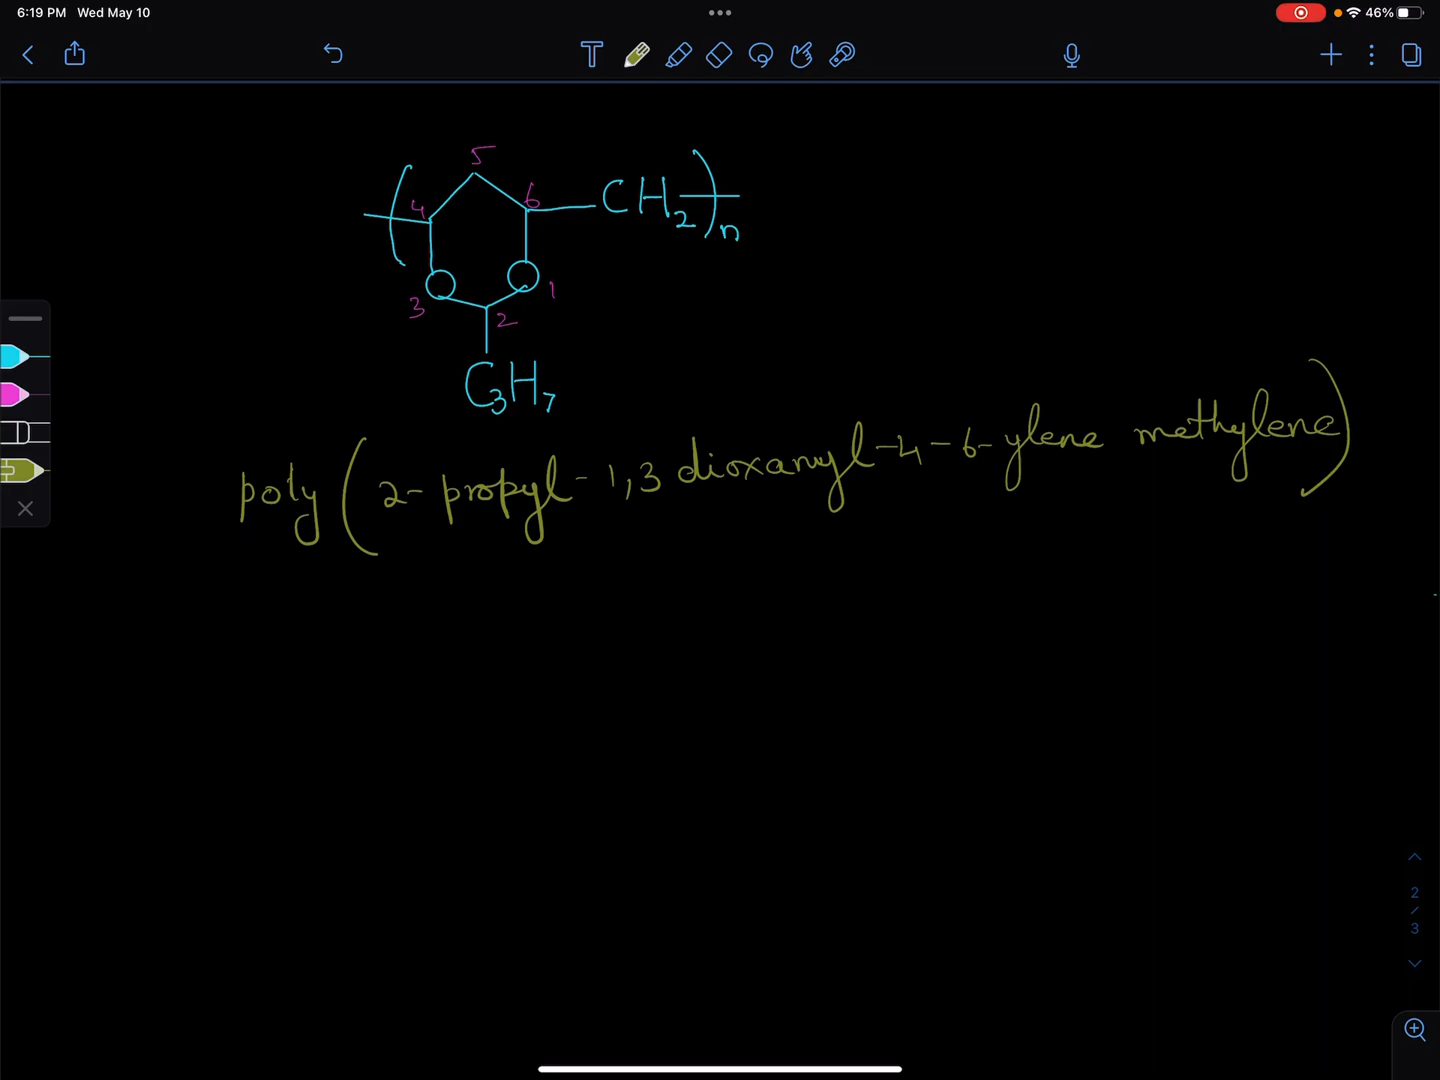 6:19 PM Wed May 10
46%
T
5
4
6
CH2
n
3
1
2
C3H7
poly (2-propyl-1,3 dioxanyl-4-6-ylene methylene)
2
/
3